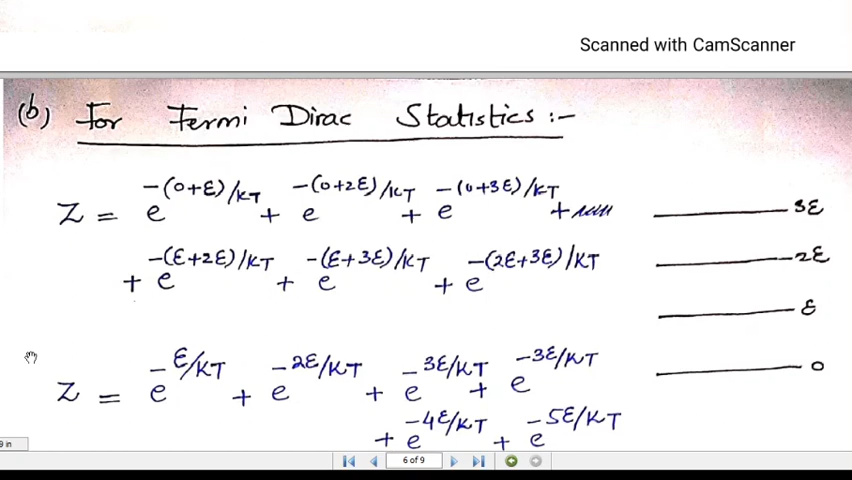 Scanned with CamScanner
(b) For Fermi Dirac Statistics :-
Z = e^-(0+ε)/KT + e^-(0+2ε)/KT + e^-(0+3ε)/KT +
3ε
+ e^-(ε+2ε)/KT + e^-(ε+3ε)/KT + e^-(2ε+3ε)/KT
2ε
ε
Z = e^-ε/KT + e^-2ε/KT + e^-3ε/KT + e^-3ε/KT
0
+ e^-4ε/KT + e^-5ε/KT
9 in
6 of 9